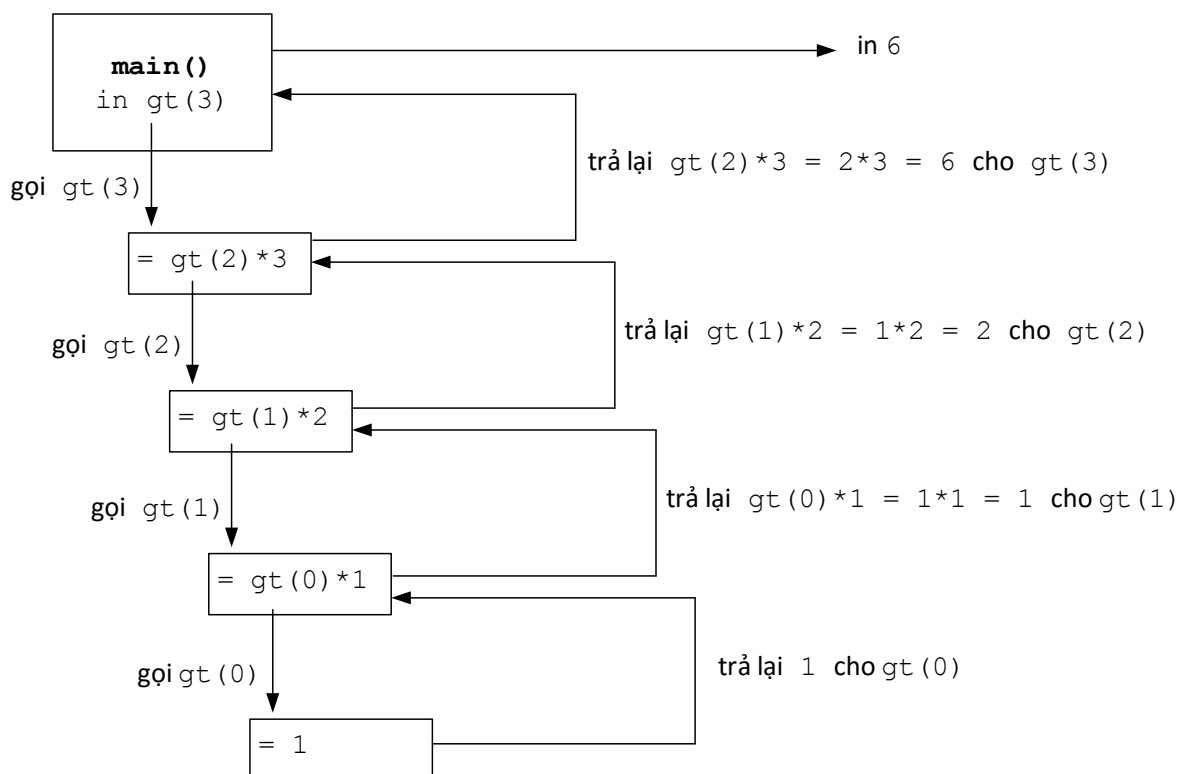 in 6
main()
in gt(3)
trả lại gt(2)*3 = 2*3 = 6 cho gt(3)
gọi gt(3)
= gt(2)*3
trả lại gt(1)*2 = 1*2 = 2 cho gt(2)
gọi gt(2)
= gt(1)*2
trả lại gt(0)*1 = 1*1 = 1 cho gt(1)
gọi gt(1)
= gt(0)*1
trả lại 1 cho gt(0)
gọi gt(0)
= 1